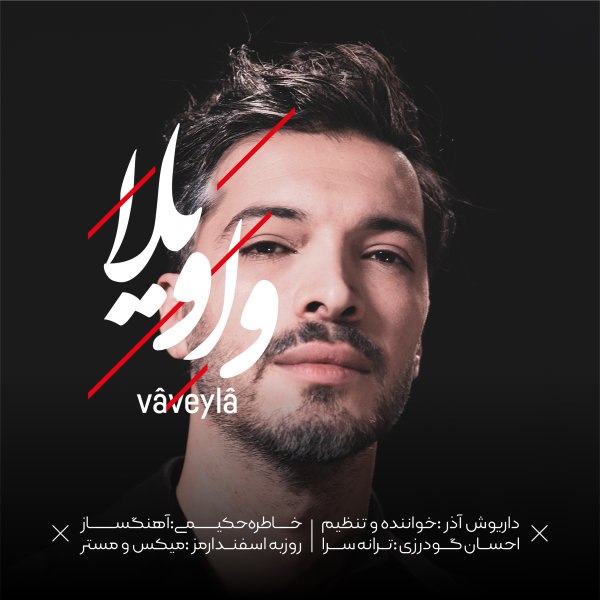 واویلا
vâveylâ
داریوش آذر :خواننده و تنظیم | خاطره‌حکیمی:آهنگساز
احسان گودرزی :ترانه سرا | روزبه اسفندارمز :میکس و مستر